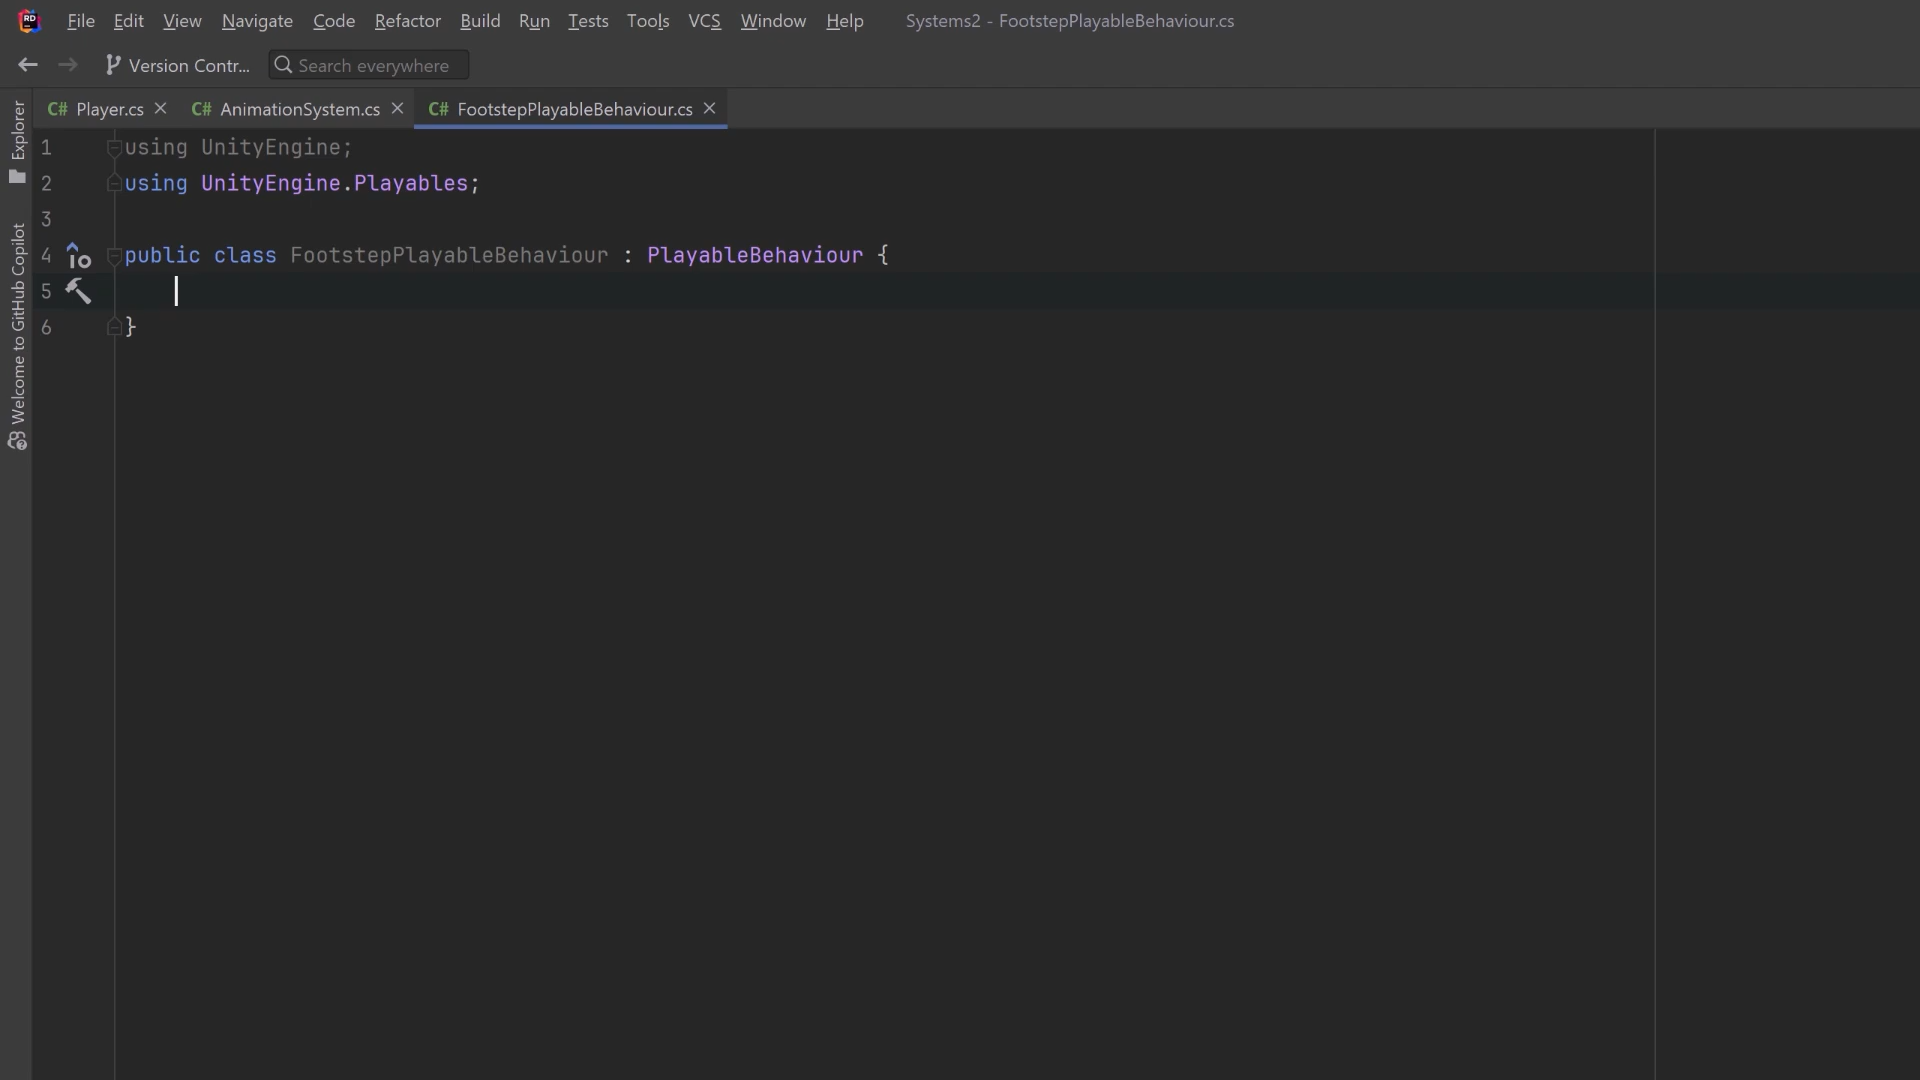 File Edit View Navigate Code Refactor Build Run Tests Tools VCS Window Help Systems2 - FootstepPlayableBehaviour.cs
Version Contr... Search everywhere
C# Player.cs C# AnimationSystem.cs C# FootstepPlayableBehaviour.cs
Explorer
Welcome to GitHub Copilot
1 using UnityEngine;
2 using UnityEngine.Playables;
3
4 public class FootstepPlayableBehaviour : PlayableBehaviour {
5
6 }